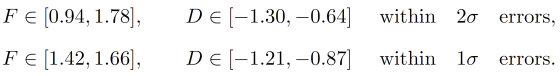 F ∈ [0.94, 1.78], D ∈ [−1.30, −0.64] within 2σ errors,
F ∈ [1.42, 1.66], D ∈ [−1.21, −0.87] within 1σ errors.